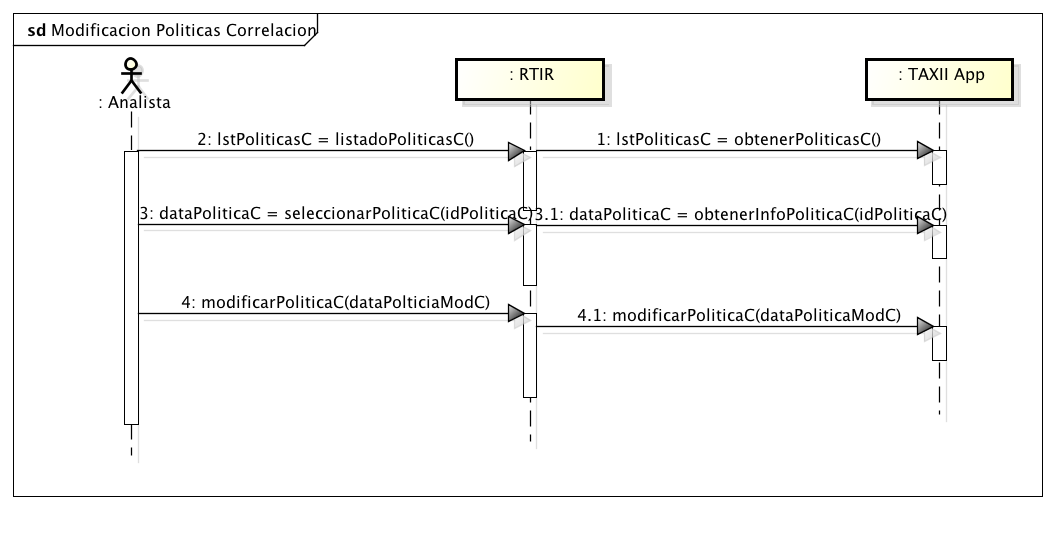 sd Modificacion Politicas Correlacion
: Analista
: RTIR
: TAXII App
2: lstPoliticasC = listadoPoliticasC()
1: lstPoliticasC = obtenerPoliticasC()
3: dataPoliticaC = seleccionarPoliticaC(idPoliticaC)
3.1: dataPoliticaC = obtenerInfoPoliticaC(idPoliticaC)
4: modificarPoliticaC(dataPolticiaModC)
4.1: modificarPoliticaC(dataPoliticaModC)